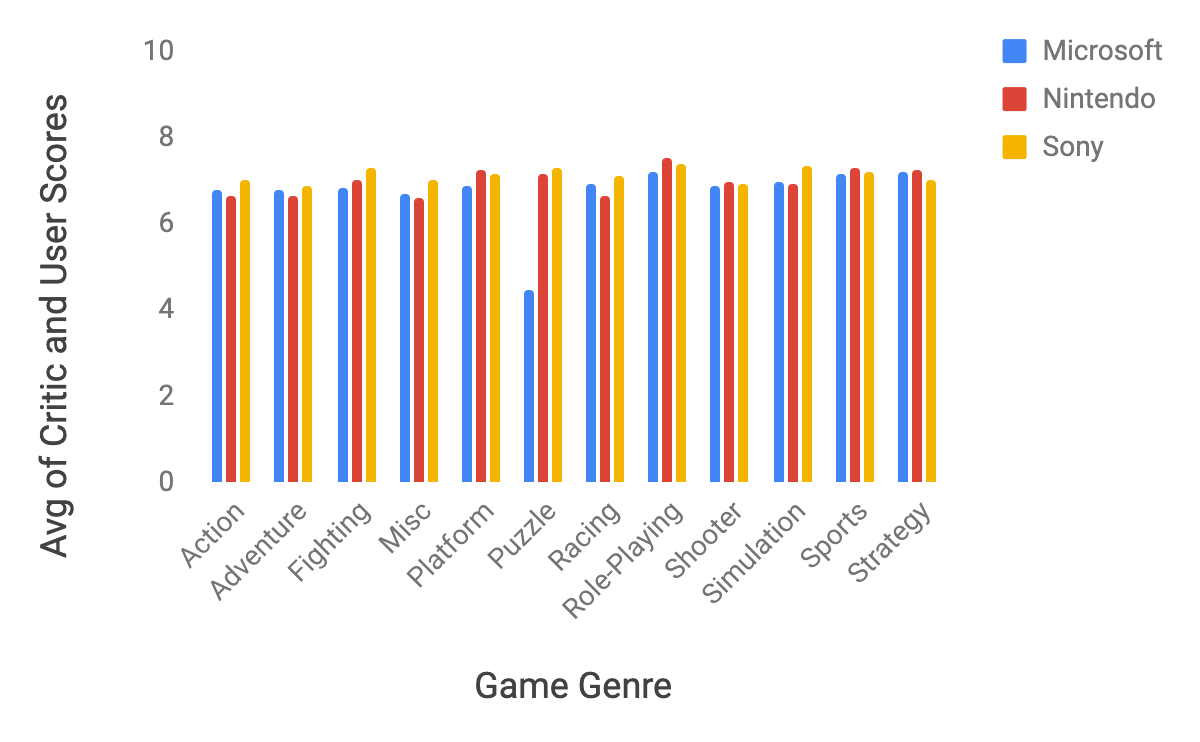 Avg of Critic and User Scores
10
8
6
4
2
0
Microsoft
Nintendo
Sony
Action
Adventure
Fighting
Misc
Platform
Puzzle
Racing
Role-Playing
Shooter
Simulation
Sports
Strategy
Game Genre